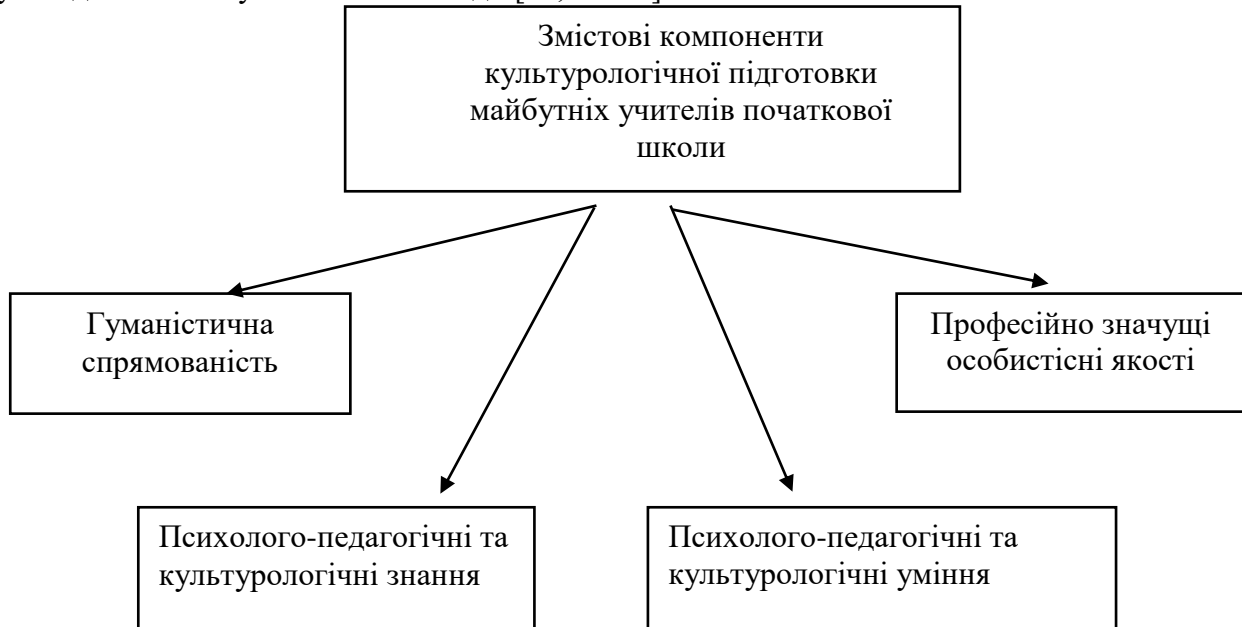 Змістові компоненти
культурологічної підготовки
майбутніх учителів початкової
школи
Гуманістична
спрямованість
Професійно значущі
особистісні якості
Психолого-педагогічні та
культурологічні знання
Психолого-педагогічні та
культурологічні уміння